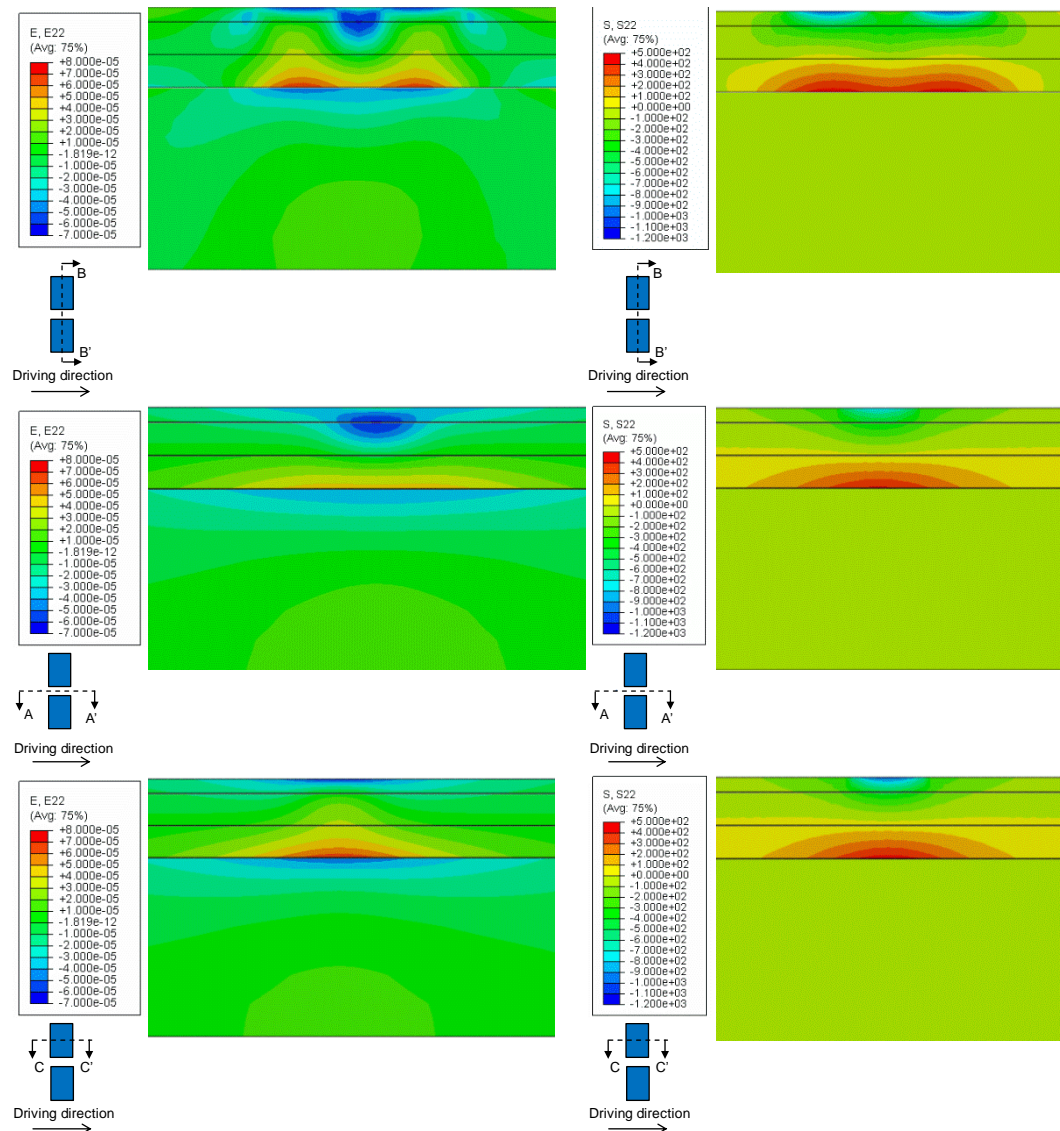 E, E22
(Avg: 75%)
+8.000e-05
+7.000e-05
+6.000e-05
+5.000e-05
+4.000e-05
+3.000e-05
+2.000e-05
+1.000e-05
-1.819e-12
-1.000e-05
-2.000e-05
-3.000e-05
-4.000e-05
-5.000e-05
-6.000e-05
-7.000e-05
B
B'
Driving direction
S, S22
(Avg: 75%)
+5.000e+02
+4.000e+02
+3.000e+02
+2.000e+02
+1.000e+02
+0.000e+00
-1.000e+02
-2.000e+02
-3.000e+02
-4.000e+02
-5.000e+02
-6.000e+02
-7.000e+02
-8.000e+02
-9.000e+02
-1.000e+03
-1.100e+03
-1.200e+03
B
B'
Driving direction
E, E22
(Avg: 75%)
+8.000e-05
+7.000e-05
+6.000e-05
+5.000e-05
+4.000e-05
+3.000e-05
+2.000e-05
+1.000e-05
-1.819e-12
-1.000e-05
-2.000e-05
-3.000e-05
-4.000e-05
-5.000e-05
-6.000e-05
-7.000e-05
A A'
Driving direction
S, S22
(Avg: 75%)
+5.000e+02
+4.000e+02
+3.000e+02
+2.000e+02
+1.000e+02
+0.000e+00
-1.000e+02
-2.000e+02
-3.000e+02
-4.000e+02
-5.000e+02
-6.000e+02
-7.000e+02
-8.000e+02
-9.000e+02
-1.000e+03
-1.100e+03
-1.200e+03
A A'
Driving direction
E, E22
(Avg: 75%)
+8.000e-05
+7.000e-05
+6.000e-05
+5.000e-05
+4.000e-05
+3.000e-05
+2.000e-05
+1.000e-05
-1.819e-12
-1.000e-05
-2.000e-05
-3.000e-05
-4.000e-05
-5.000e-05
-6.000e-05
-7.000e-05
C C'
Driving direction
S, S22
(Avg: 75%)
+5.000e+02
+4.000e+02
+3.000e+02
+2.000e+02
+1.000e+02
+0.000e+00
-1.000e+02
-2.000e+02
-3.000e+02
-4.000e+02
-5.000e+02
-6.000e+02
-7.000e+02
-8.000e+02
-9.000e+02
-1.000e+03
-1.100e+03
-1.200e+03
C C'
Driving direction